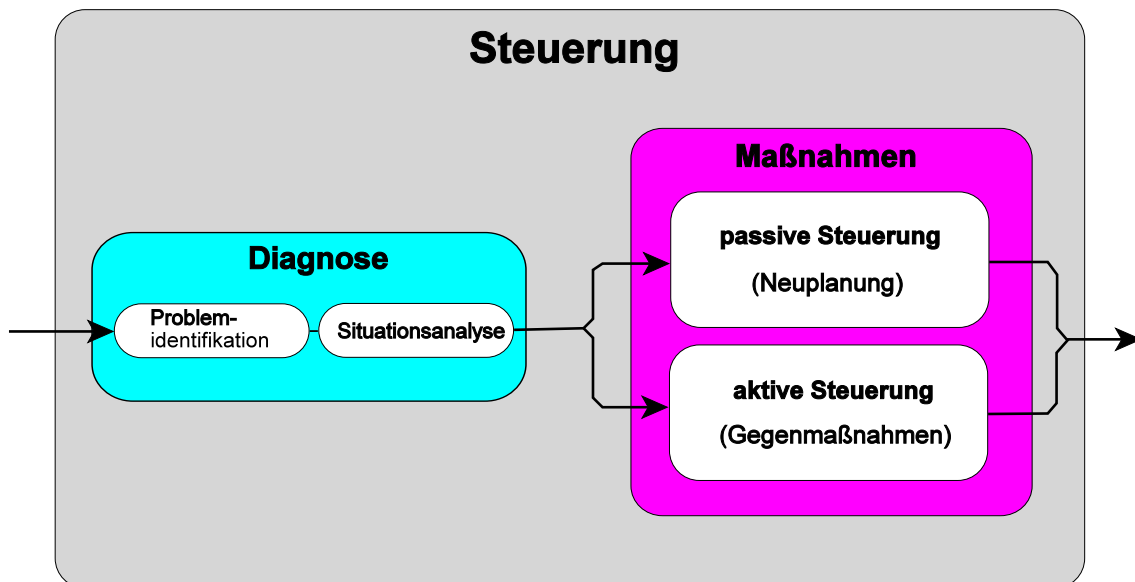 Steuerung
Diagnose
Problem-
identifikation
Situationsanalyse
Maßnahmen
passive Steuerung
(Neuplanung)
aktive Steuerung
(Gegenmaßnahmen)